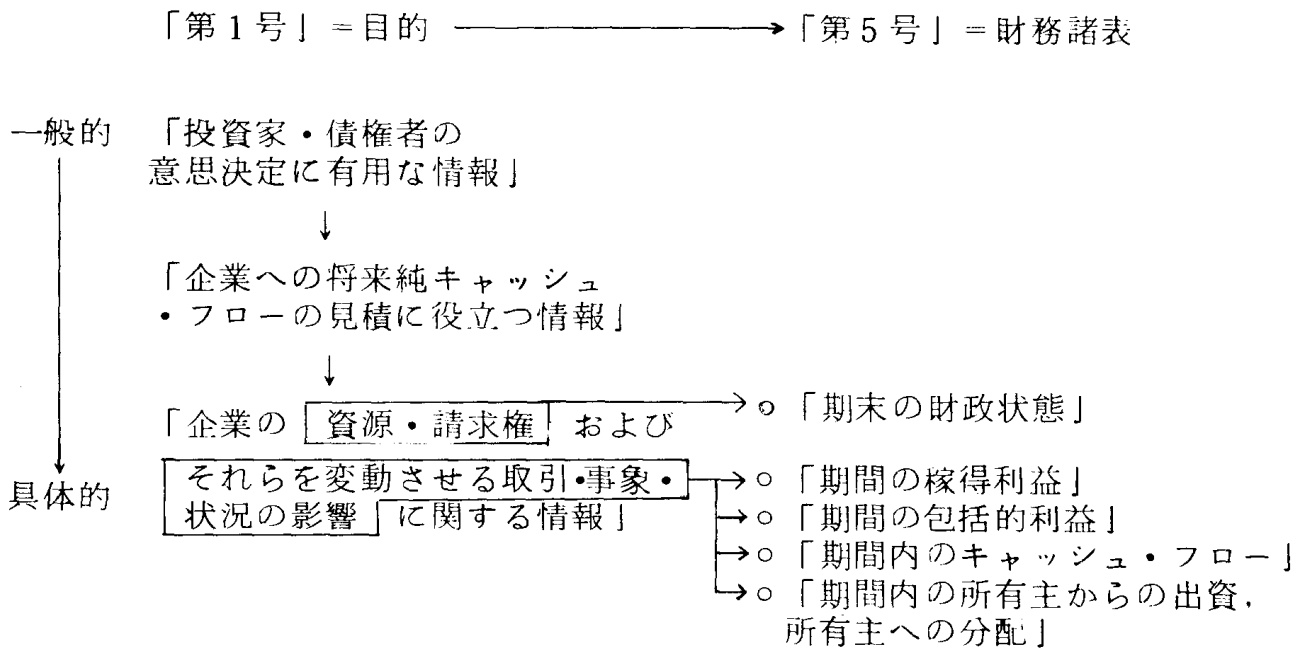 「第1号」=目的 → 「第5号」=財務諸表
一般的 「投資家・債権者の
意思決定に有用な情報」
↓
「企業への将来純キャッシュ
・フローの見積に役立つ情報」
↓
「企業の 資源・請求権 および → ○「期末の財政状態」
具体的
それらを変動させる取引・事象・ → ○「期間の稼得利益」
状況の影響 に関する情報」 → ○「期間の包括的利益」
→ ○「期間内のキャッシュ・フロー」
→ ○「期間内の所有主からの出資,
所有主への分配」